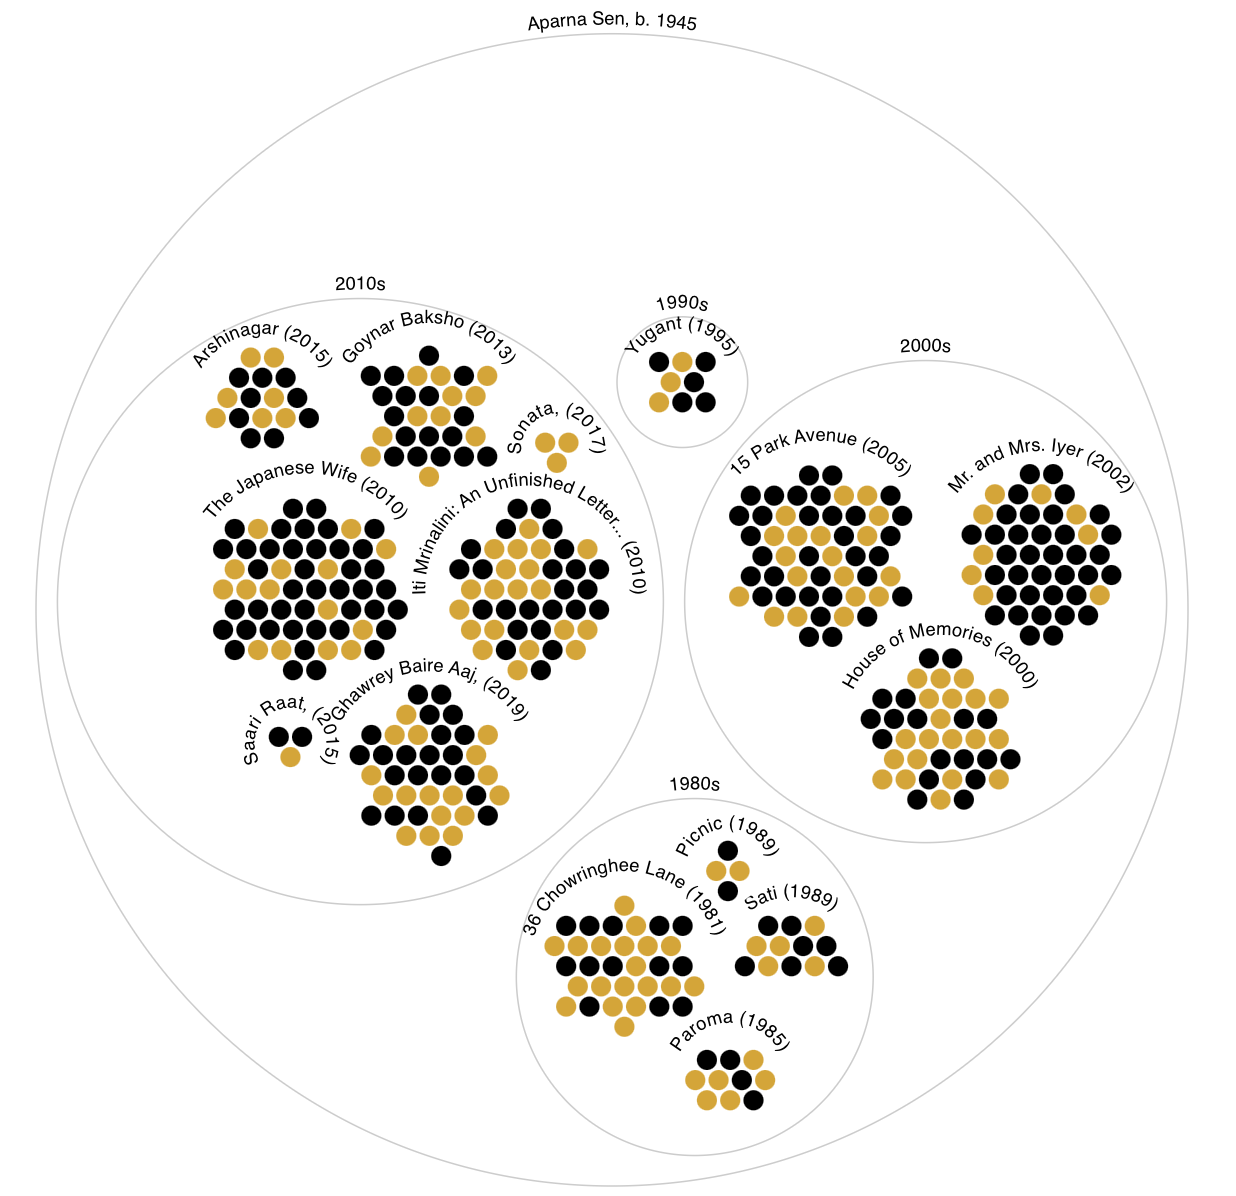 Aparna Sen, b. 1945
2010s
Arshinagar (2015)
Goynar Baksho (2013)
Sonata, (2017)
The Japanese Wife (2010)
Iti Mrinalini: An Unfinished Letter... (2010)
Saari Raat, (2015)
Ghawrey Baire Aaj, (2019)
1990s
Yugant (1995)
2000s
15 Park Avenue (2005)
Mr. and Mrs. Iyer (2002)
House of Memories (2000)
1980s
Picnic (1989)
36 Chowringhee Lane (1981)
Sati (1989)
Paroma (1985)